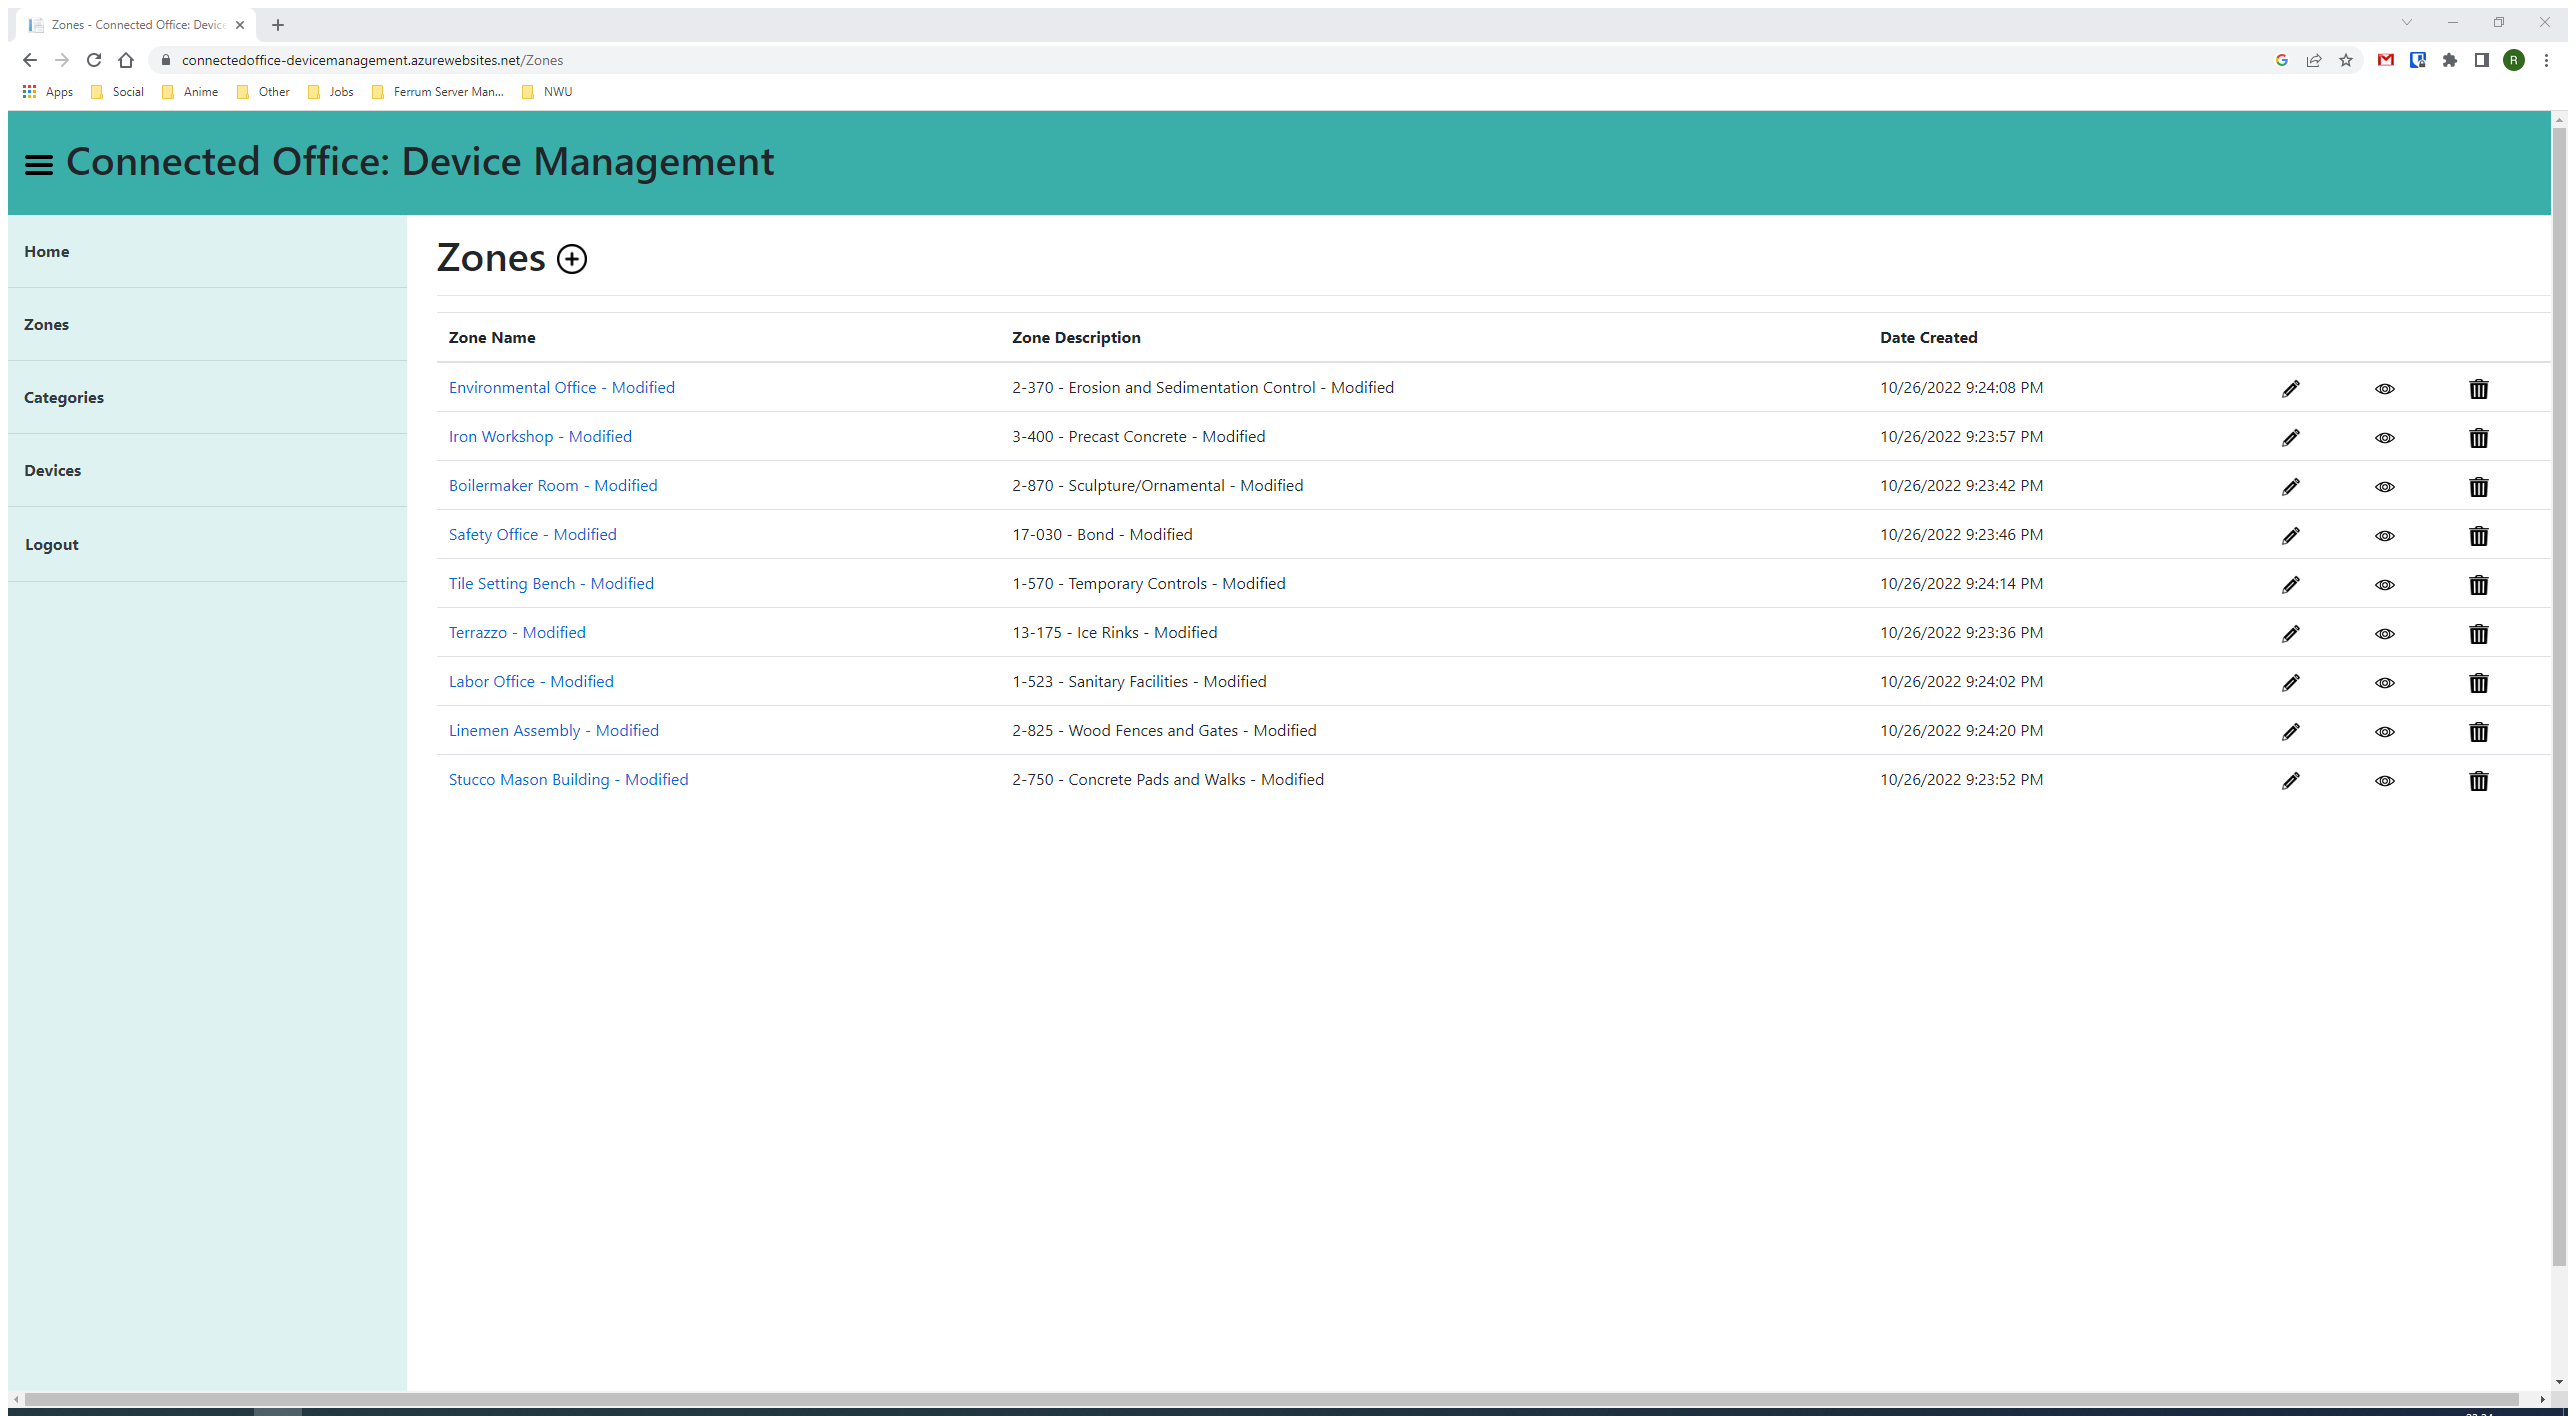 Zones - Connected Office: Device
connectedoffice-devicemanagement.azurewebsites.net/Zones
R
Apps Social Anime Other Jobs Ferrum Server Man... NWU
Connected Office: Device Management
Home
Zones
Categories
Devices
Logout
Zones
Zone Name Zone Description Date Created
Environmental Office - Modified 2-370 - Erosion and Sedimentation Control - Modified 10/26/2022 9:24:08 PM
Iron Workshop - Modified 3-400 - Precast Concrete - Modified 10/26/2022 9:23:57 PM
Boilermaker Room - Modified 2-870 - Sculpture/Ornamental - Modified 10/26/2022 9:23:42 PM
Safety Office - Modified 17-030 - Bond - Modified 10/26/2022 9:23:46 PM
Tile Setting Bench - Modified 1-570 - Temporary Controls - Modified 10/26/2022 9:24:14 PM
Terrazzo - Modified 13-175 - Ice Rinks - Modified 10/26/2022 9:23:36 PM
Labor Office - Modified 1-523 - Sanitary Facilities - Modified 10/26/2022 9:24:02 PM
Linemen Assembly - Modified 2-825 - Wood Fences and Gates - Modified 10/26/2022 9:24:20 PM
Stucco Mason Building - Modified 2-750 - Concrete Pads and Walks - Modified 10/26/2022 9:23:52 PM